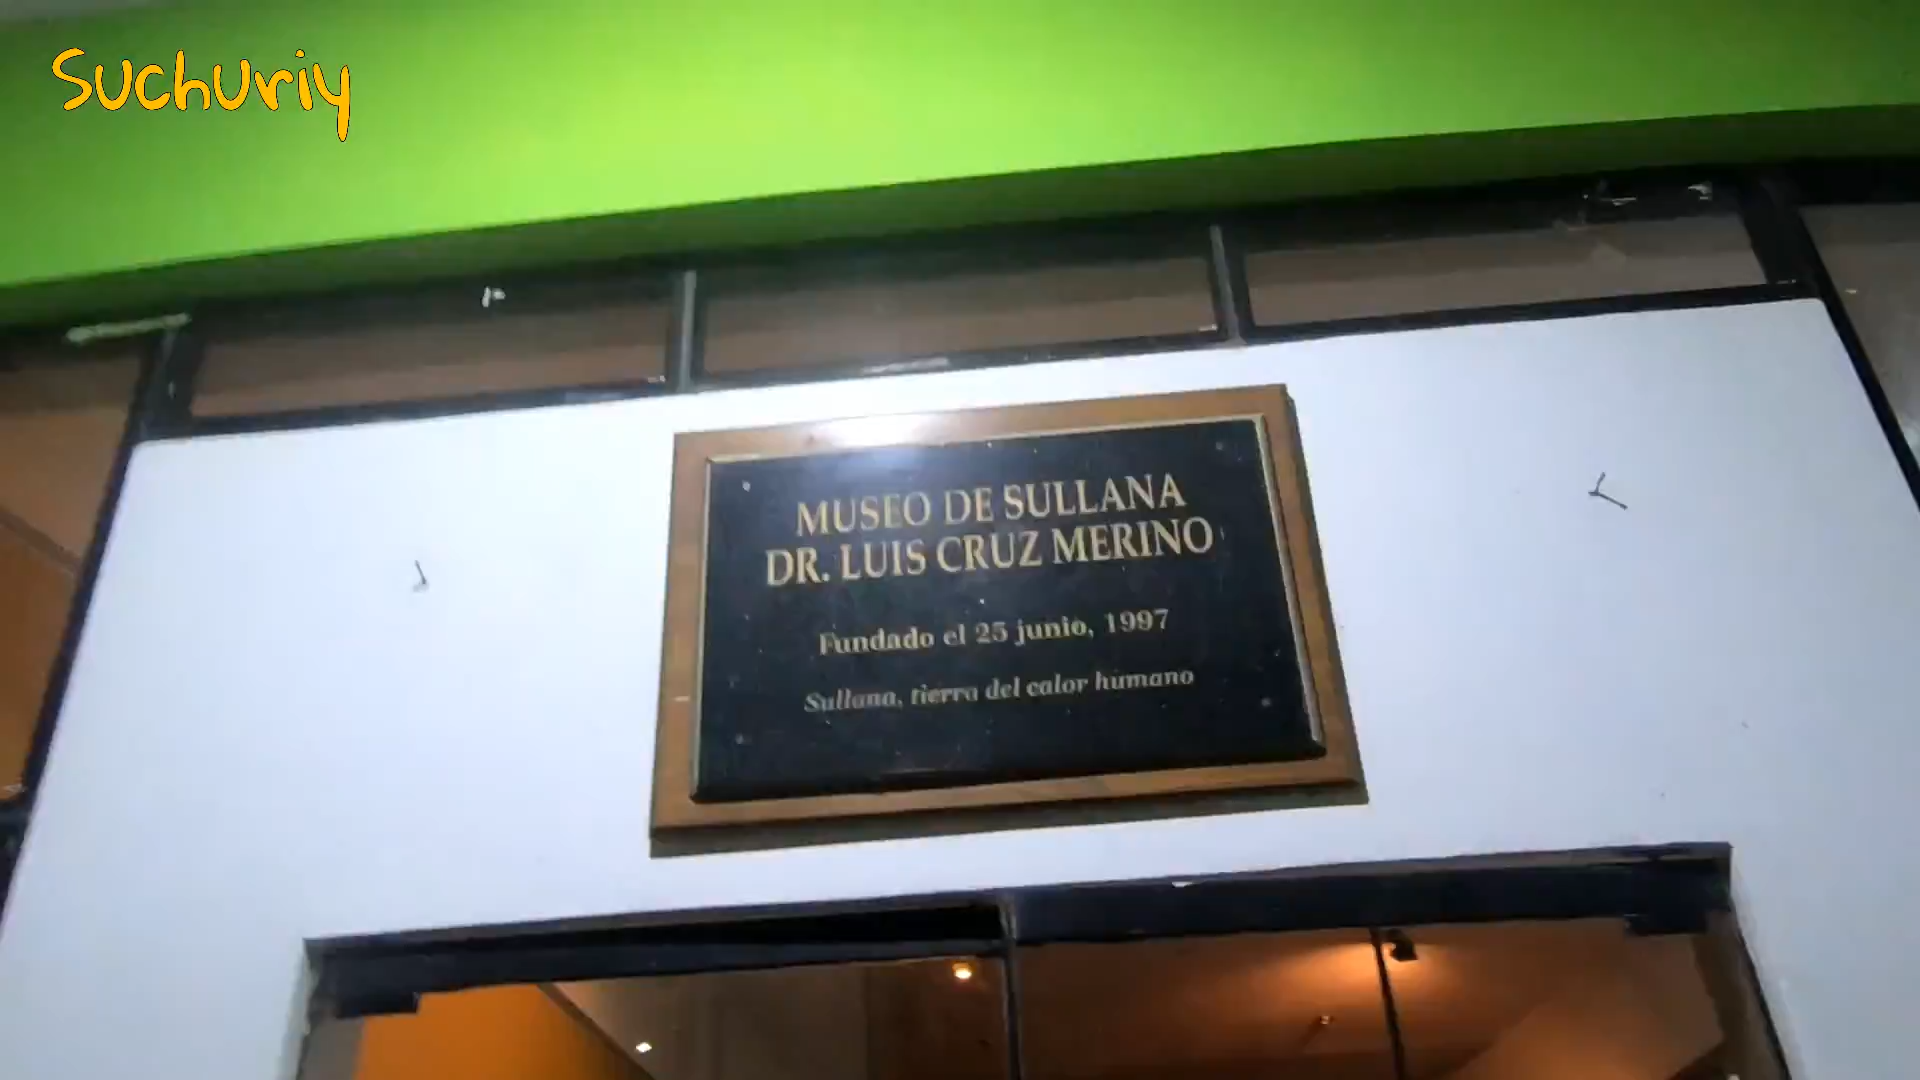 Suchuriy
MUSEO DE SULLANA
DR. LUIS CRUZ MERINO
Fundado el 25 junio, 1997
Sullana, tierra del calor humano